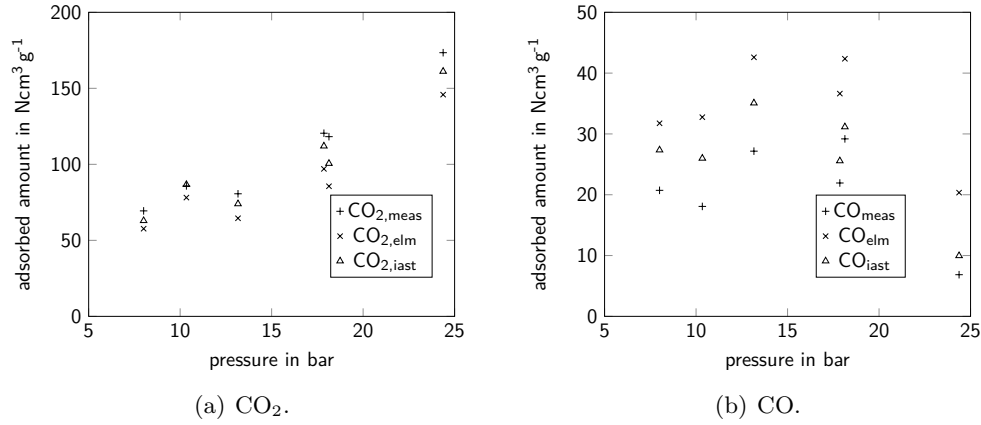 200
150
100
50
0
5 10 15 20 25
adsorbed amount in Ncm³ g⁻¹
pressure in bar
+ CO₂,meas
× CO₂,elm
△ CO₂,iast
(a) CO₂.
50
40
30
20
10
0
5 10 15 20 25
adsorbed amount in Ncm³ g⁻¹
pressure in bar
+ COmeas
× COelm
△ COiast
(b) CO.